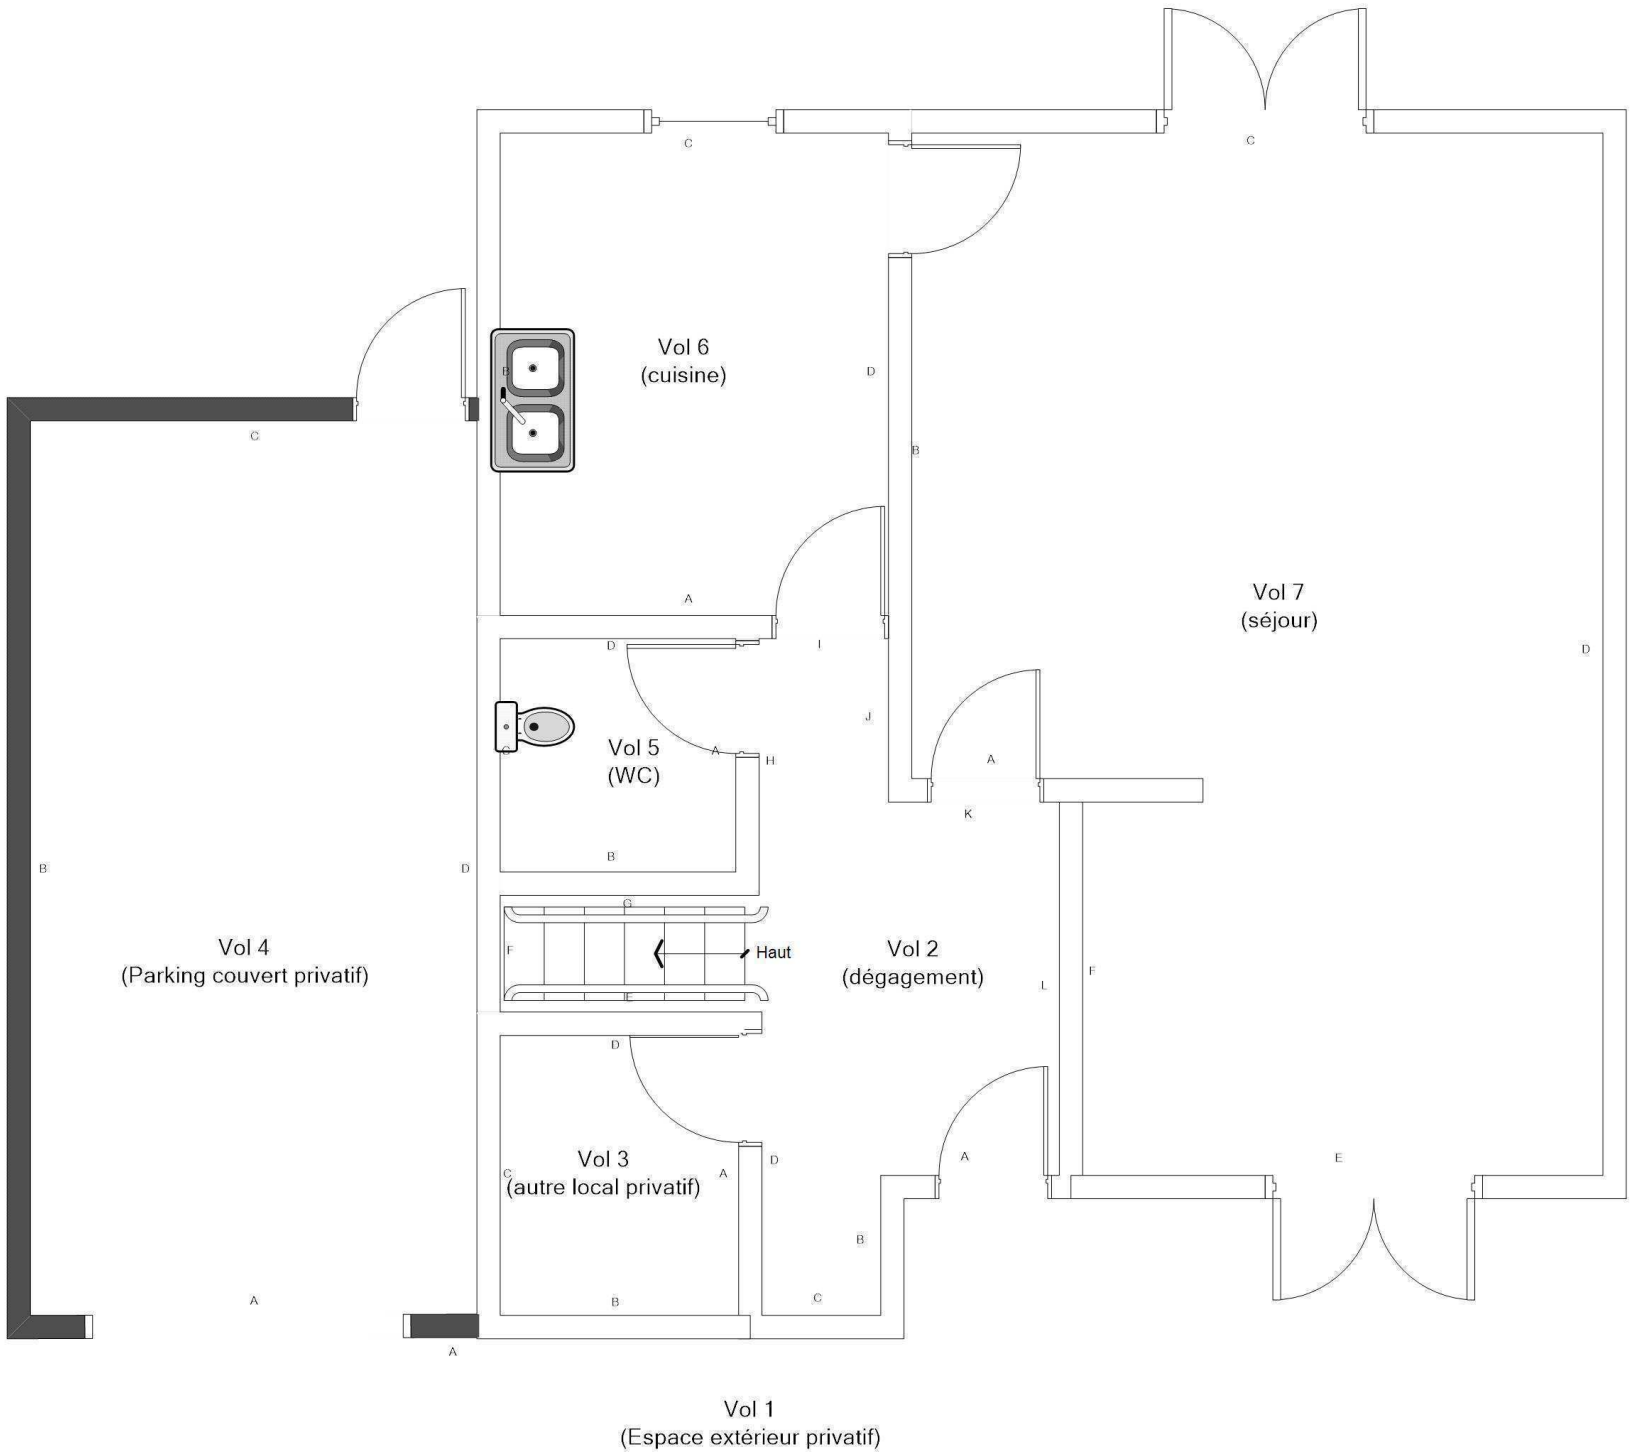 C
C
Vol 6
(cuisine)
B
D
C
B
A
Vol 7
(séjour)
D
I
D
J
Vol 5
(WC)
C
A
H
A
K
B
B
D
G
Vol 4
(Parking couvert privatif)
F
Haut
Vol 2
(dégagement)
L
F
E
D
Vol 3
(autre local privatif)
C
A
D
A
E
B
A
B
C
A
Vol 1
(Espace extérieur privatif)